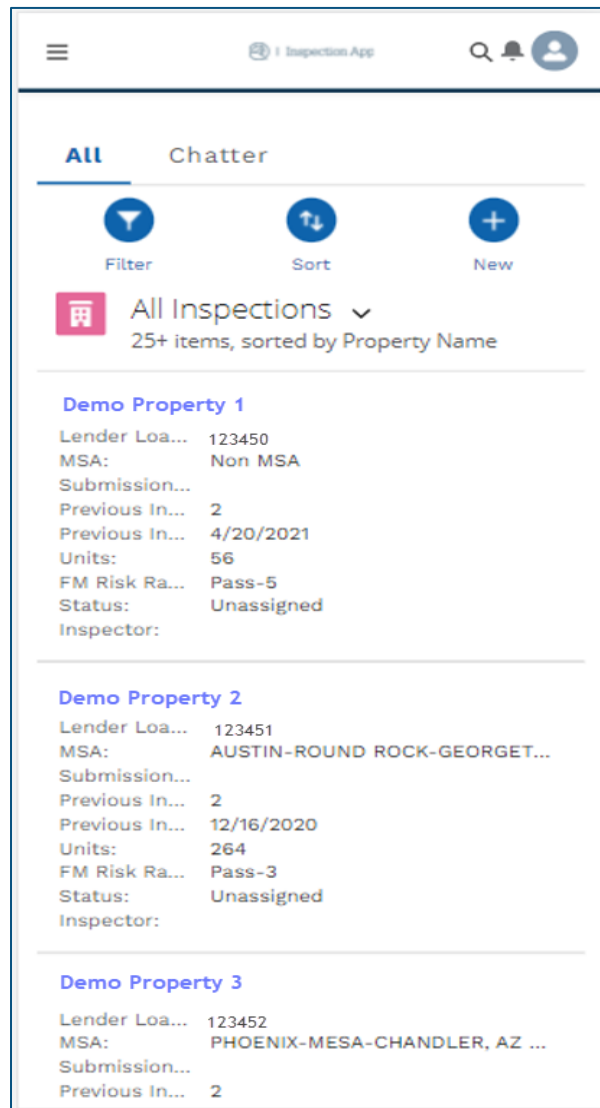 | Inspection App
All Chatter
Filter Sort New
All Inspections
25+ items, sorted by Property Name
Demo Property 1
Lender Loa... 123450
MSA: Non MSA
Submission...
Previous In... 2
Previous In... 4/20/2021
Units: 56
FM Risk Ra... Pass-5
Status: Unassigned
Inspector:
Demo Property 2
Lender Loa... 123451
MSA: AUSTIN-ROUND ROCK-GEORGET...
Submission...
Previous In... 2
Previous In... 12/16/2020
Units: 264
FM Risk Ra... Pass-3
Status: Unassigned
Inspector:
Demo Property 3
Lender Loa... 123452
MSA: PHOENIX-MESA-CHANDLER, AZ ...
Submission...
Previous In... 2